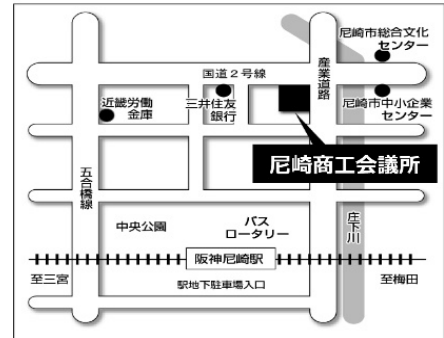 尼崎市総合文化
センター
国道2号線
産業道路
近畿労働
金庫
三井住友
銀行
尼崎市中小企業
センター
尼崎商工会議所
五合橋線
中央公園
バス
ロータリー
庄下川
阪神尼崎駅
至三宮
至梅田
駅地下駐車場入口